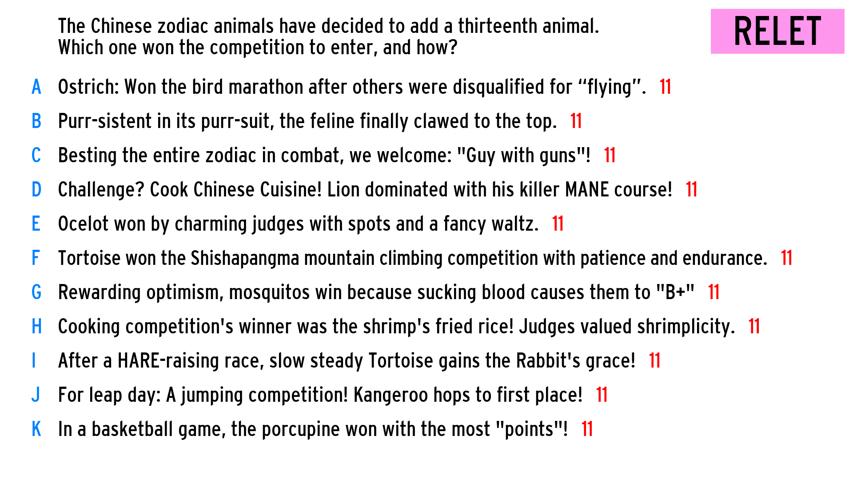 The Chinese zodiac animals have decided to add a thirteenth animal.
Which one won the competition to enter, and how?
RELET
A Ostrich: Won the bird marathon after others were disqualified for “flying”. 11
B Purr-sistent in its purr-suit, the feline finally clawed to the top. 11
C Besting the entire zodiac in combat, we welcome: "Guy with guns"! 11
D Challenge? Cook Chinese Cuisine! Lion dominated with his killer MANE course! 11
E Ocelot won by charming judges with spots and a fancy waltz. 11
F Tortoise won the Shishapangma mountain climbing competition with patience and endurance. 11
G Rewarding optimism, mosquitos win because sucking blood causes them to "B+" 11
H Cooking competition's winner was the shrimp's fried rice! Judges valued shrimplicity. 11
I After a HARE-raising race, slow steady Tortoise gains the Rabbit's grace! 11
J For leap day: A jumping competition! Kangeroo hops to first place! 11
K In a basketball game, the porcupine won with the most "points"! 11